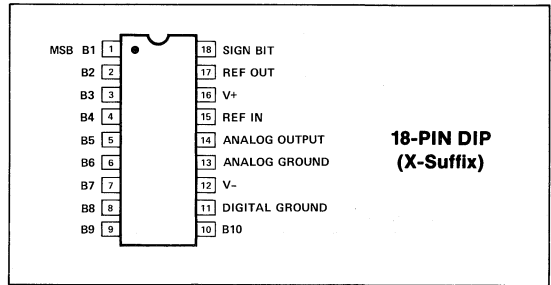 MSB B1 1 18 SIGN BIT
B2 2 17 REF OUT
B3 3 16 V+
B4 4 15 REF IN
B5 5 14 ANALOG OUTPUT
B6 6 13 ANALOG GROUND
B7 7 12 V−
B8 8 11 DIGITAL GROUND
B9 9 10 B10
18-PIN DIP
(X-Suffix)